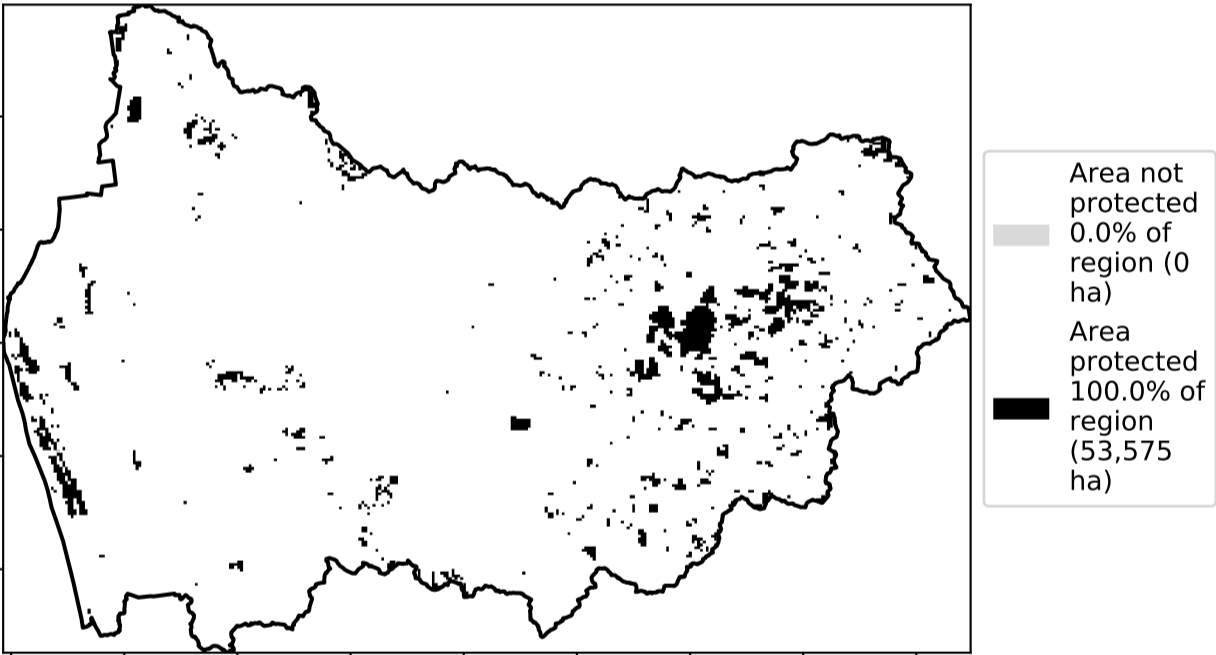 Area not
protected
0.0% of
region (0
ha)
Area
protected
100.0% of
region
(53,575
ha)